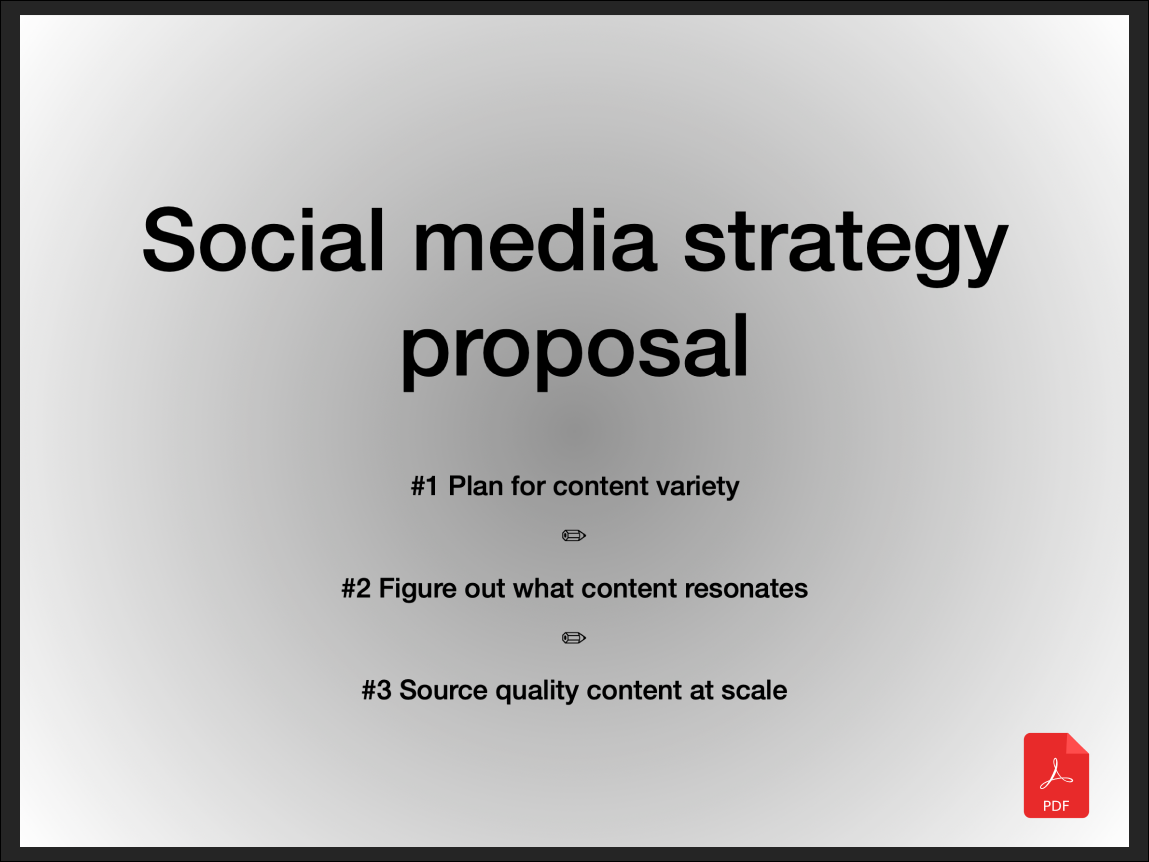 Social media strategy
proposal
#1 Plan for content variety
✏
#2 Figure out what content resonates
✏
#3 Source quality content at scale
PDF